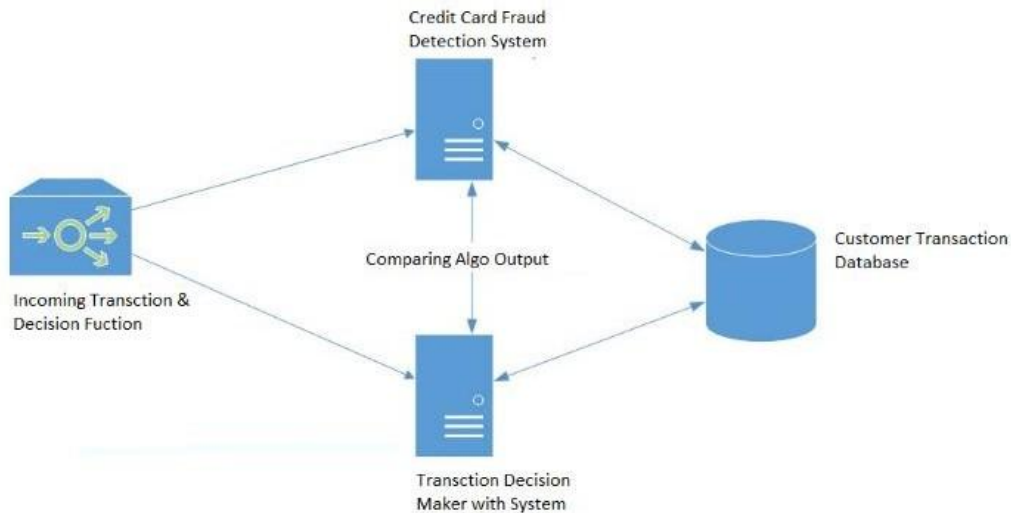 Credit Card Fraud
Detection System
Comparing Algo Output
Customer Transaction
Database
Incoming Transction &
Decision Fuction
Transction Decision
Maker with System